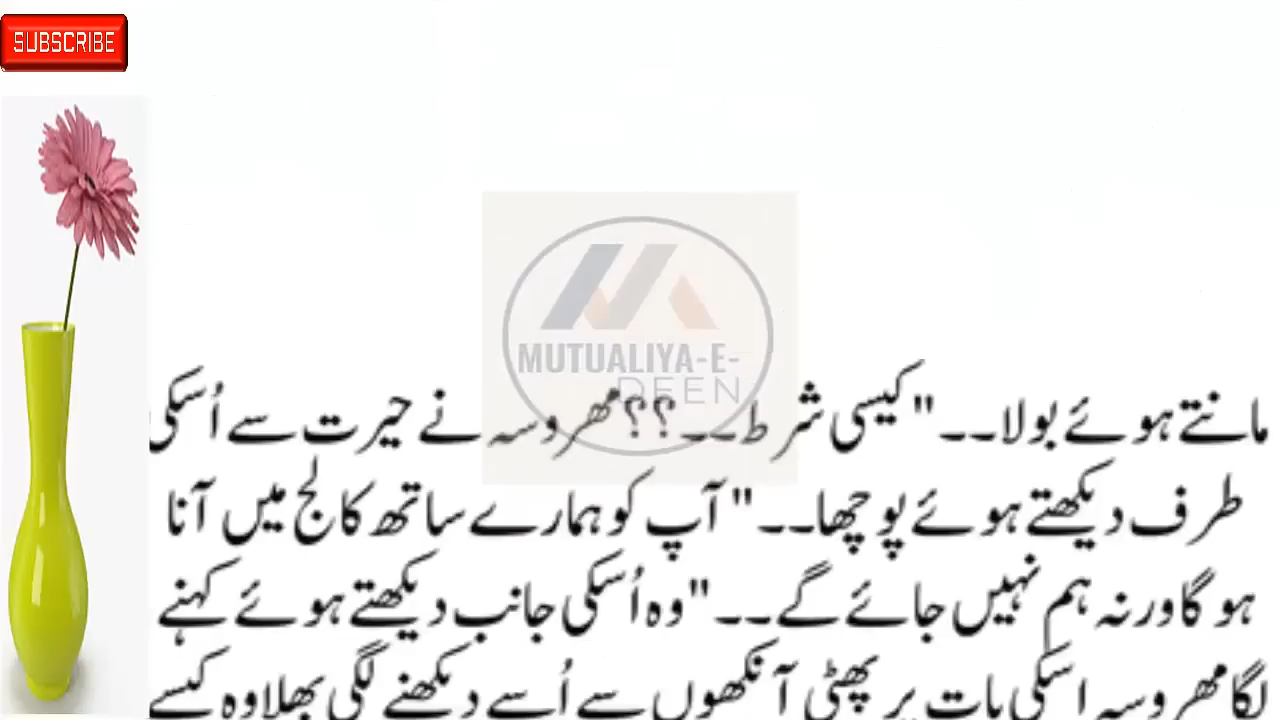 SUBSCRIBE
MUTUALIYA-E-
DEEN
مانتے ہوئے بولا۔۔" کیسی شرط۔۔؟؟ مھروسہ نے حیرت سے اُسکی
طرف دیکھتے ہوئے پوچھا۔۔" آپ کو ہمارے ساتھ کالج میں آنا
ہوگا ورنہ ہم نہیں جائے گے۔۔" وہ اُسکی جانب دیکھتے ہوئے کہنے
لگا مھروسہ اسکی بات پر پھٹی آنکھوں سے اُسے دیکھنے لگی بھلا وہ کیسے